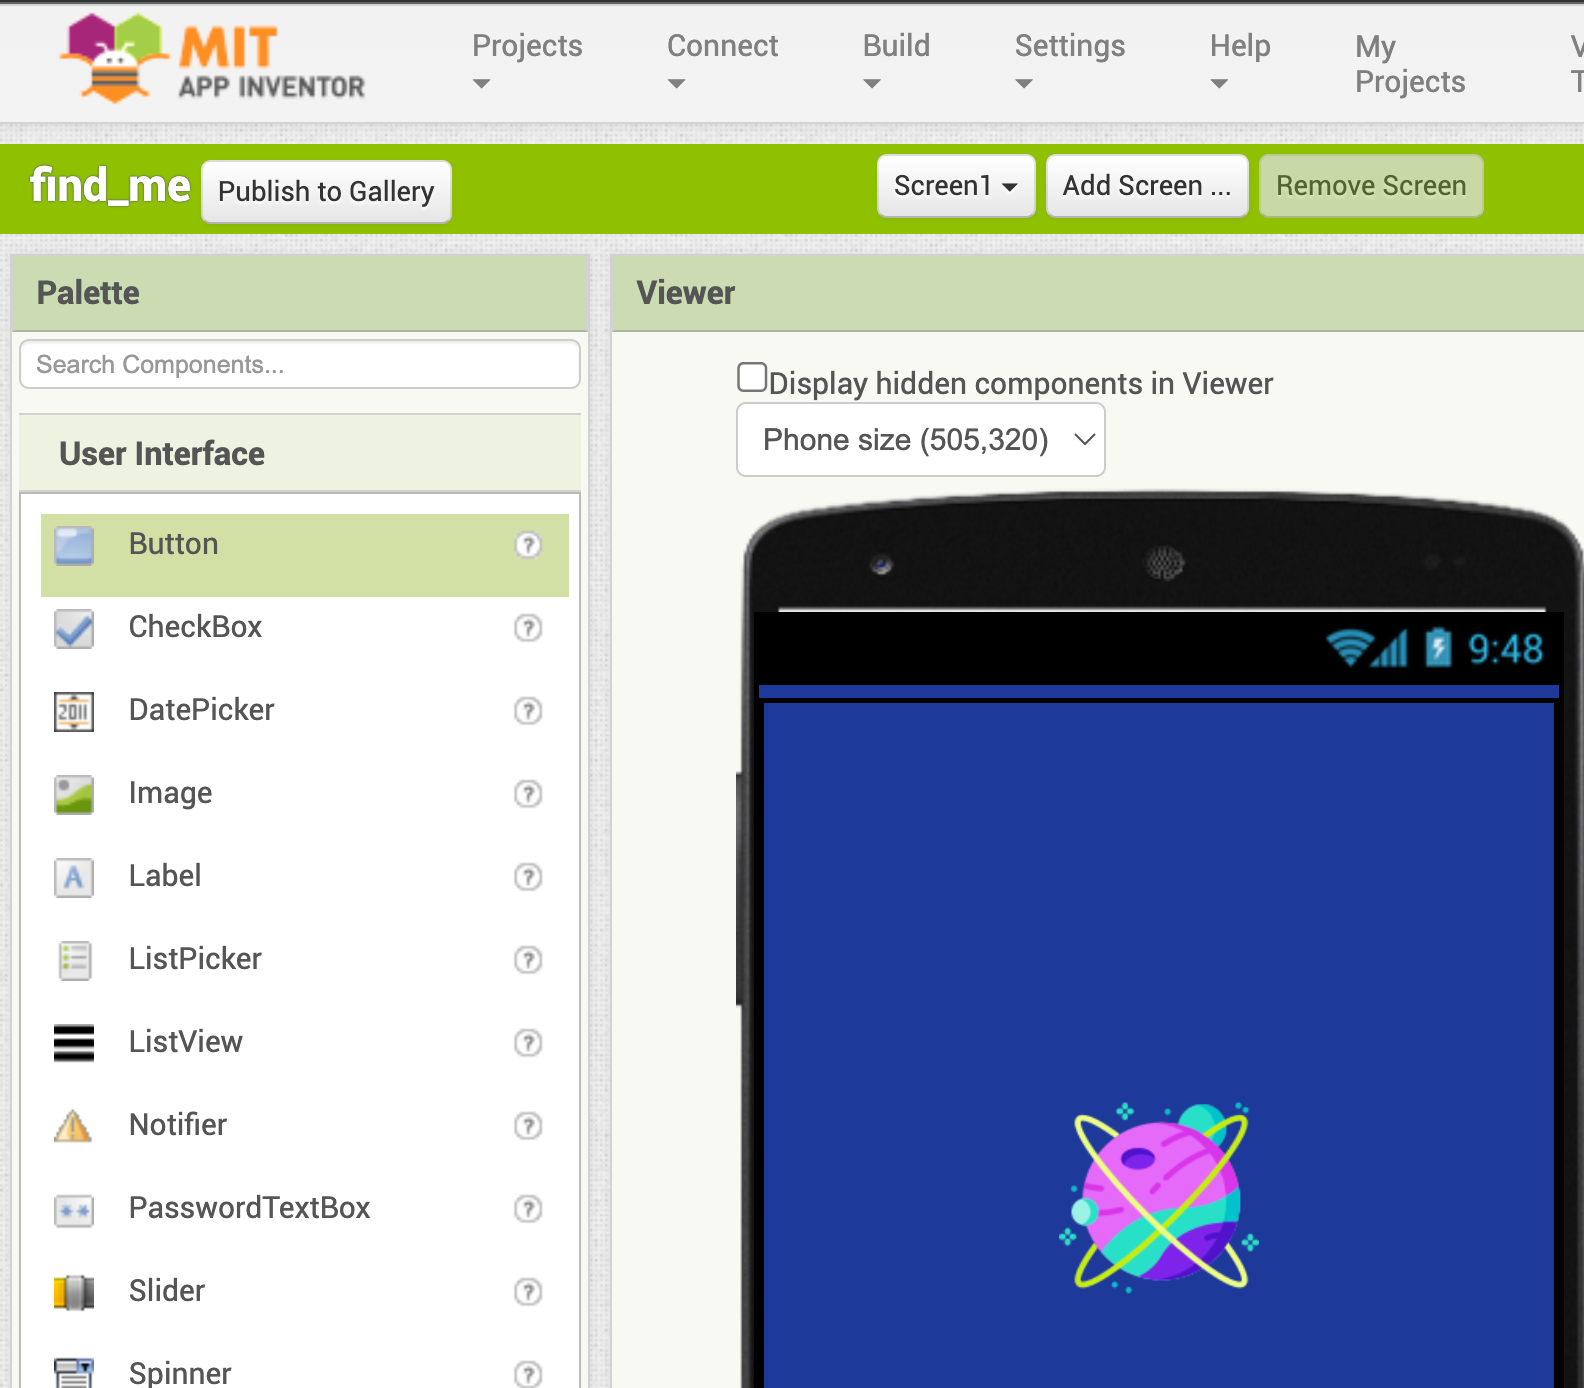 MIT
APP INVENTOR
Projects
Connect
Build
Settings
Help
My
Projects
find_me
Publish to Gallery
Screen1
Add Screen ...
Remove Screen
Palette
Viewer
Search Components...
Display hidden components in Viewer
Phone size (505,320)
User Interface
Button ?
CheckBox ?
2011 DatePicker ?
Image ?
A Label ?
ListPicker ?
ListView ?
Notifier ?
** PasswordTextBox ?
Slider ?
Spinner ?
9:48